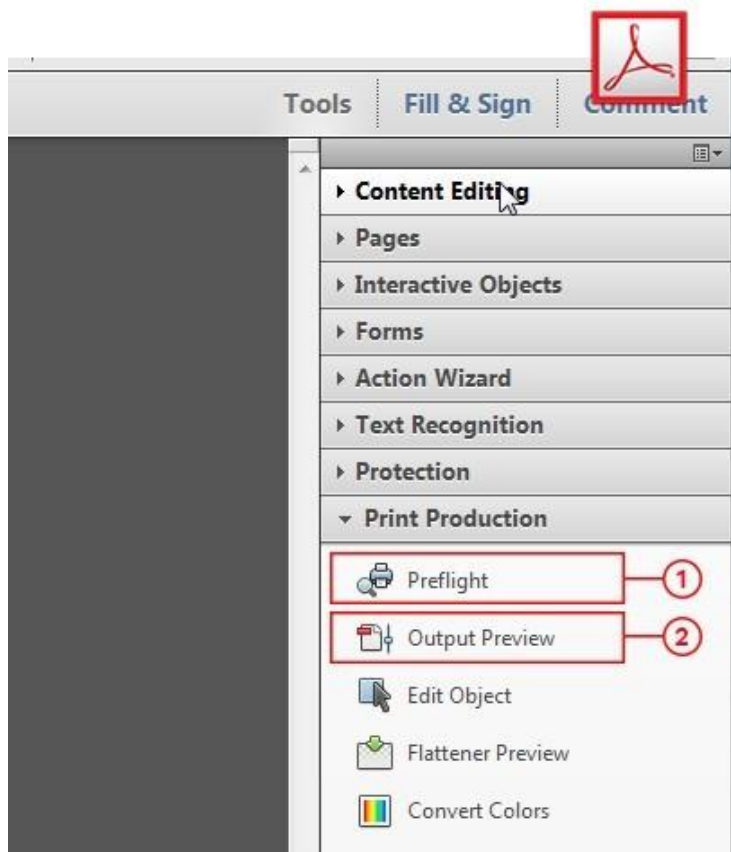 Tools Fill & Sign Comment
Content Editing
Pages
Interactive Objects
Forms
Action Wizard
Text Recognition
Protection
Print Production
Preflight 1
Output Preview 2
Edit Object
Flattener Preview
Convert Colors